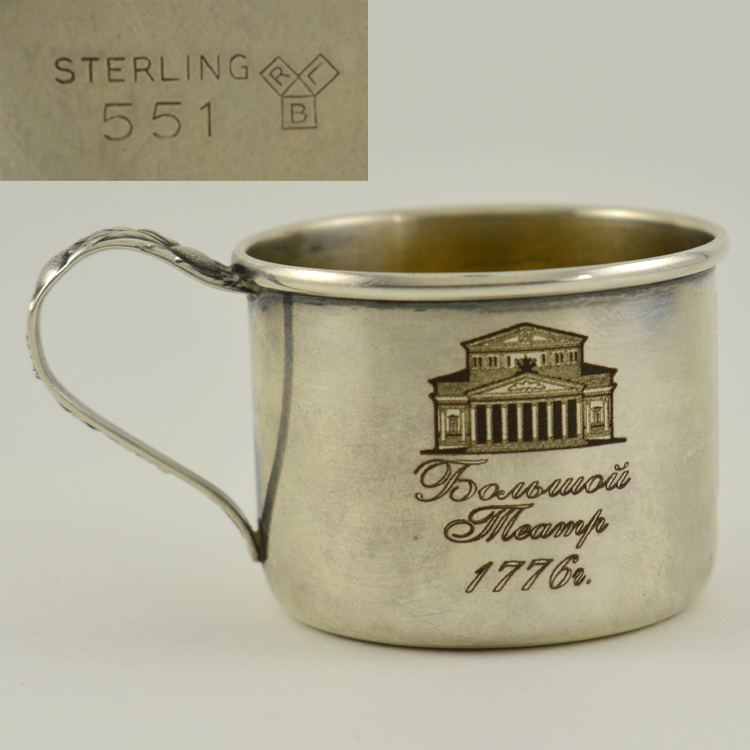 STERLING R L
551 B
Большой
Театр
1776г.